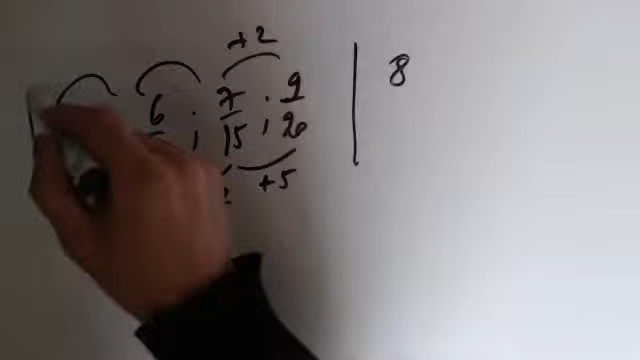 +2
6 . 7 . 9 | 8
; 15 ; 20
+5